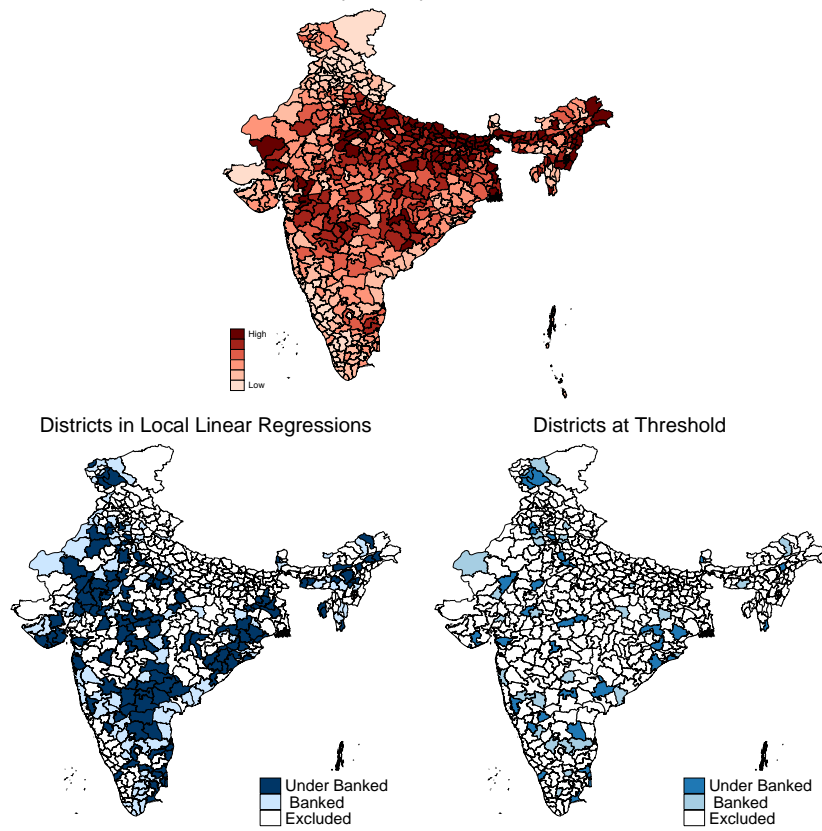 High
Low
Districts in Local Linear Regressions
Districts at Threshold
Under Banked
Banked
Excluded
Under Banked
Banked
Excluded